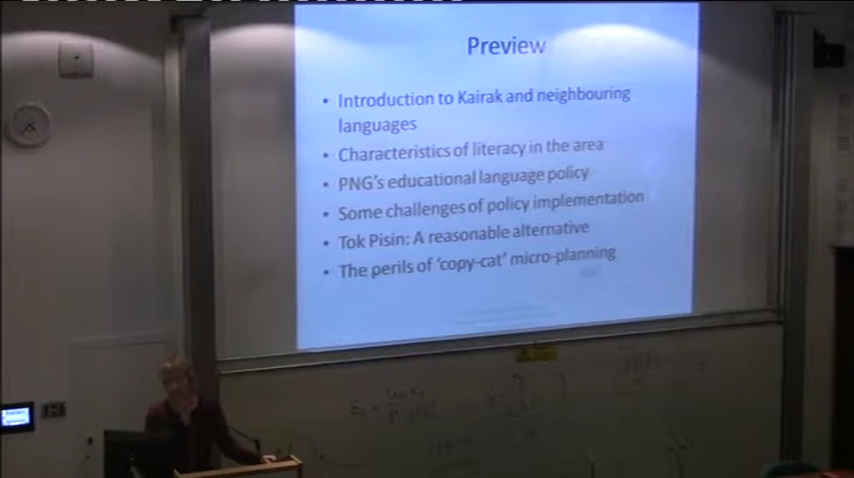 Preview
• Introduction to Kairak and neighbouring
languages
• Characteristics of literacy in the area
• PNG's educational language policy
• Some challenges of policy implementation
• Tok Pisin: A reasonable alternative
• The perils of 'copy-cat' micro-planning